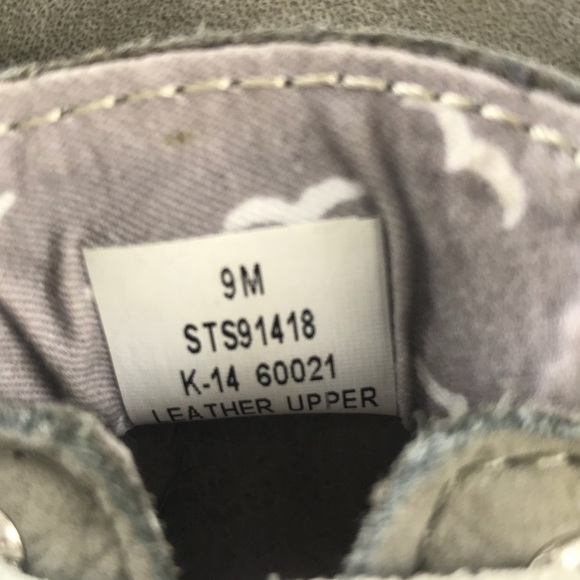 9M
STS91418
K-14 60021
LEATHER UPPER